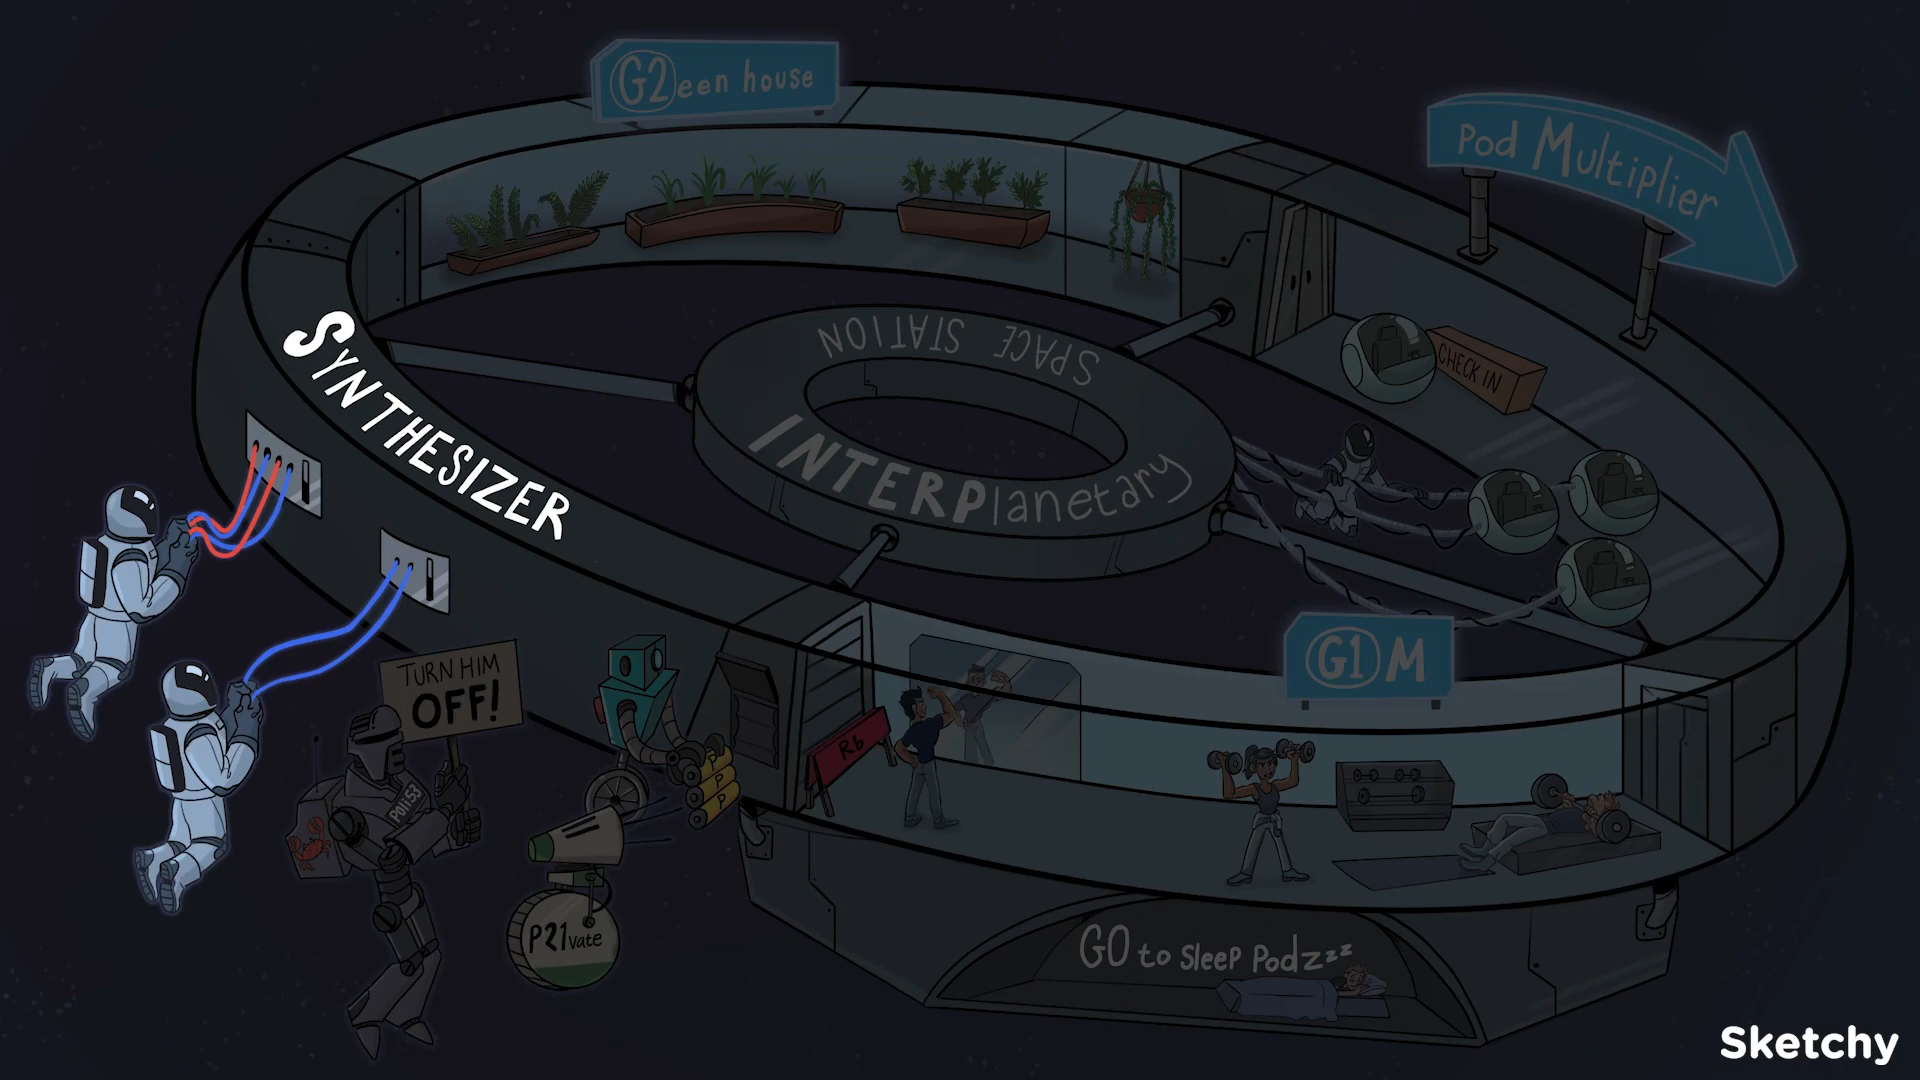 G2een house
Pod Multiplier
SPACE STATION
INTERPlanetary
SYNTHESIZER
CHECK IN
G1M
TURN HIM
OFF!
Rb
P
P
P
POli53
P21vate
GO to Sleep Podzzz
Sketchy